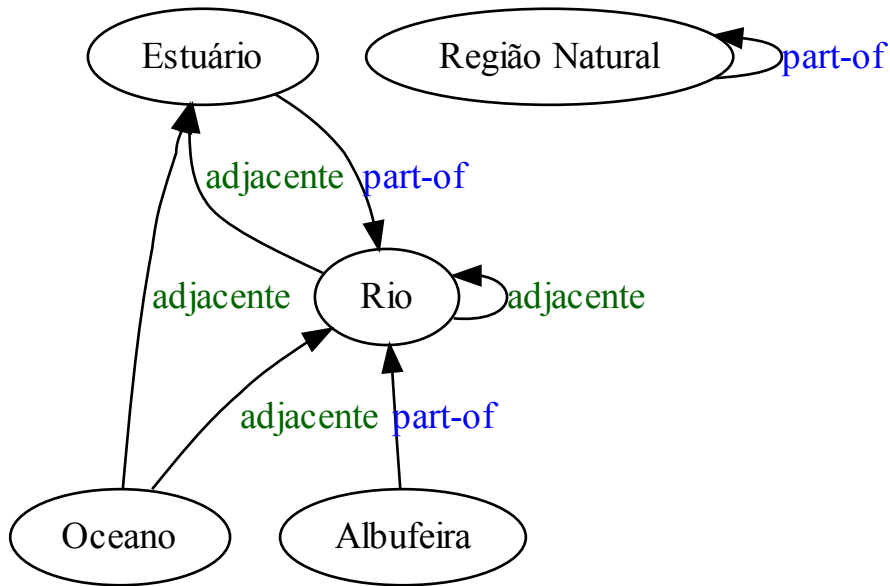 Estuário
Região Natural
part-of
adjacente
part-of
adjacente
Rio
adjacente
adjacente
part-of
Oceano
Albufeira